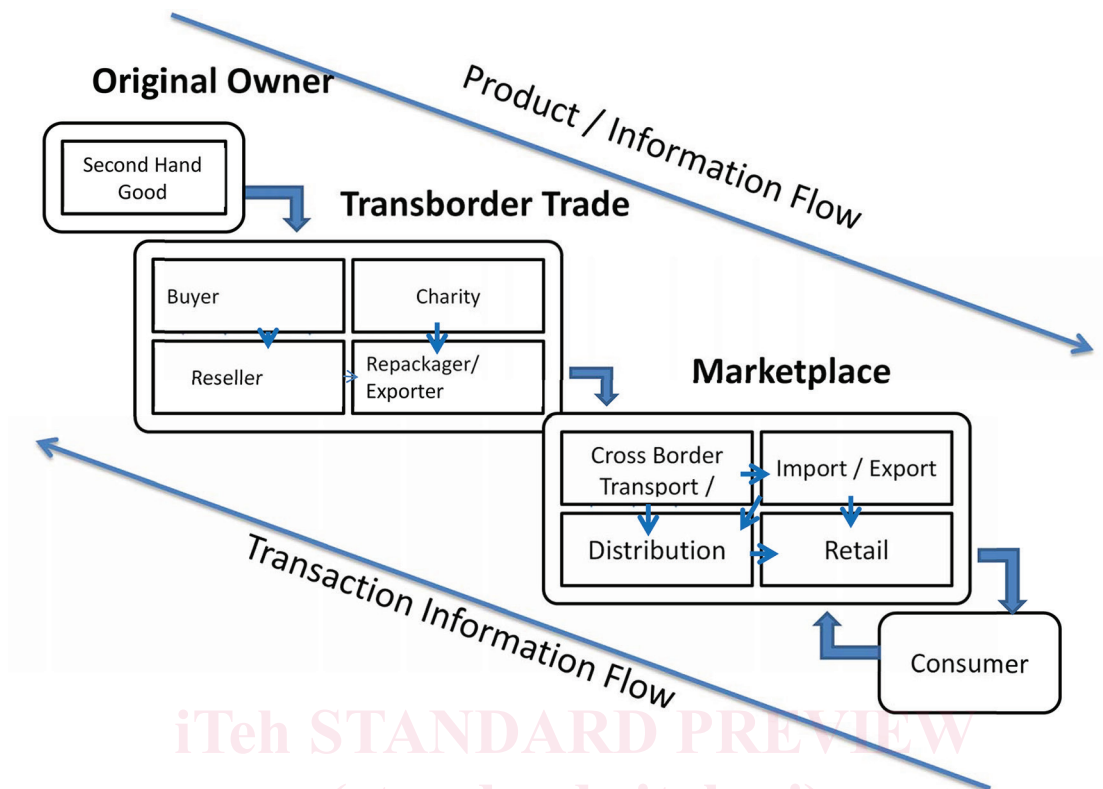 Original Owner
Product / Information Flow
Second Hand
Good
Transborder Trade
Buyer
Charity
Reseller
Repackager/
Exporter
Marketplace
Cross Border
Transport /
Import / Export
Distribution
Retail
Transaction Information Flow
Consumer
iTeh STANDARD PREVIEW